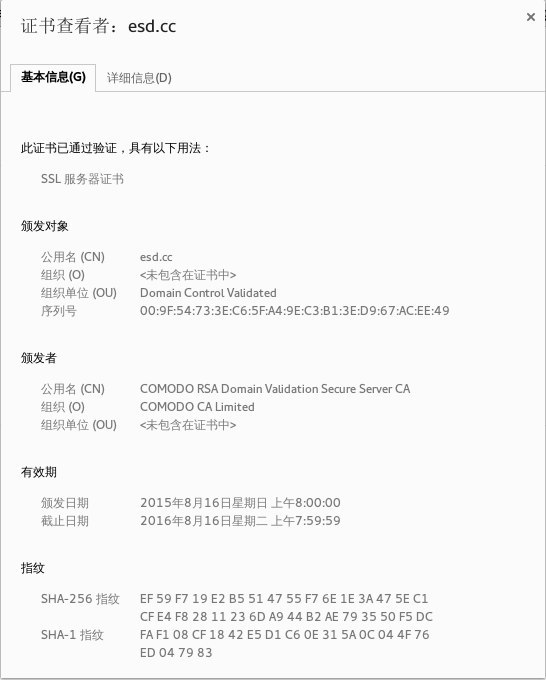 证书查看者：esd.cc
×
基本信息(G) 详细信息(D)
此证书已通过验证，具有以下用法：
SSL 服务器证书
颁发对象
公用名 (CN) esd.cc
组织 (O) <未包含在证书中>
组织单位 (OU) Domain Control Validated
序列号 00:9F:54:73:3E:C6:5F:A4:9E:C3:B1:3E:D9:67:AC:EE:49
颁发者
公用名 (CN) COMODO RSA Domain Validation Secure Server CA
组织 (O) COMODO CA Limited
组织单位 (OU) <未包含在证书中>
有效期
颁发日期 2015年8月16日星期日 上午8:00:00
截止日期 2016年8月16日星期二 上午7:59:59
指纹
SHA-256 指纹 EF 59 F7 19 E2 B5 51 47 55 F7 6E 1E 3A 47 5E C1
CF E4 F8 28 11 23 6D A9 44 B2 AE 79 35 50 F5 DC
SHA-1 指纹 FA F1 08 CF 18 42 E5 D1 C6 0E 31 5A 0C 04 4F 76
ED 04 79 83